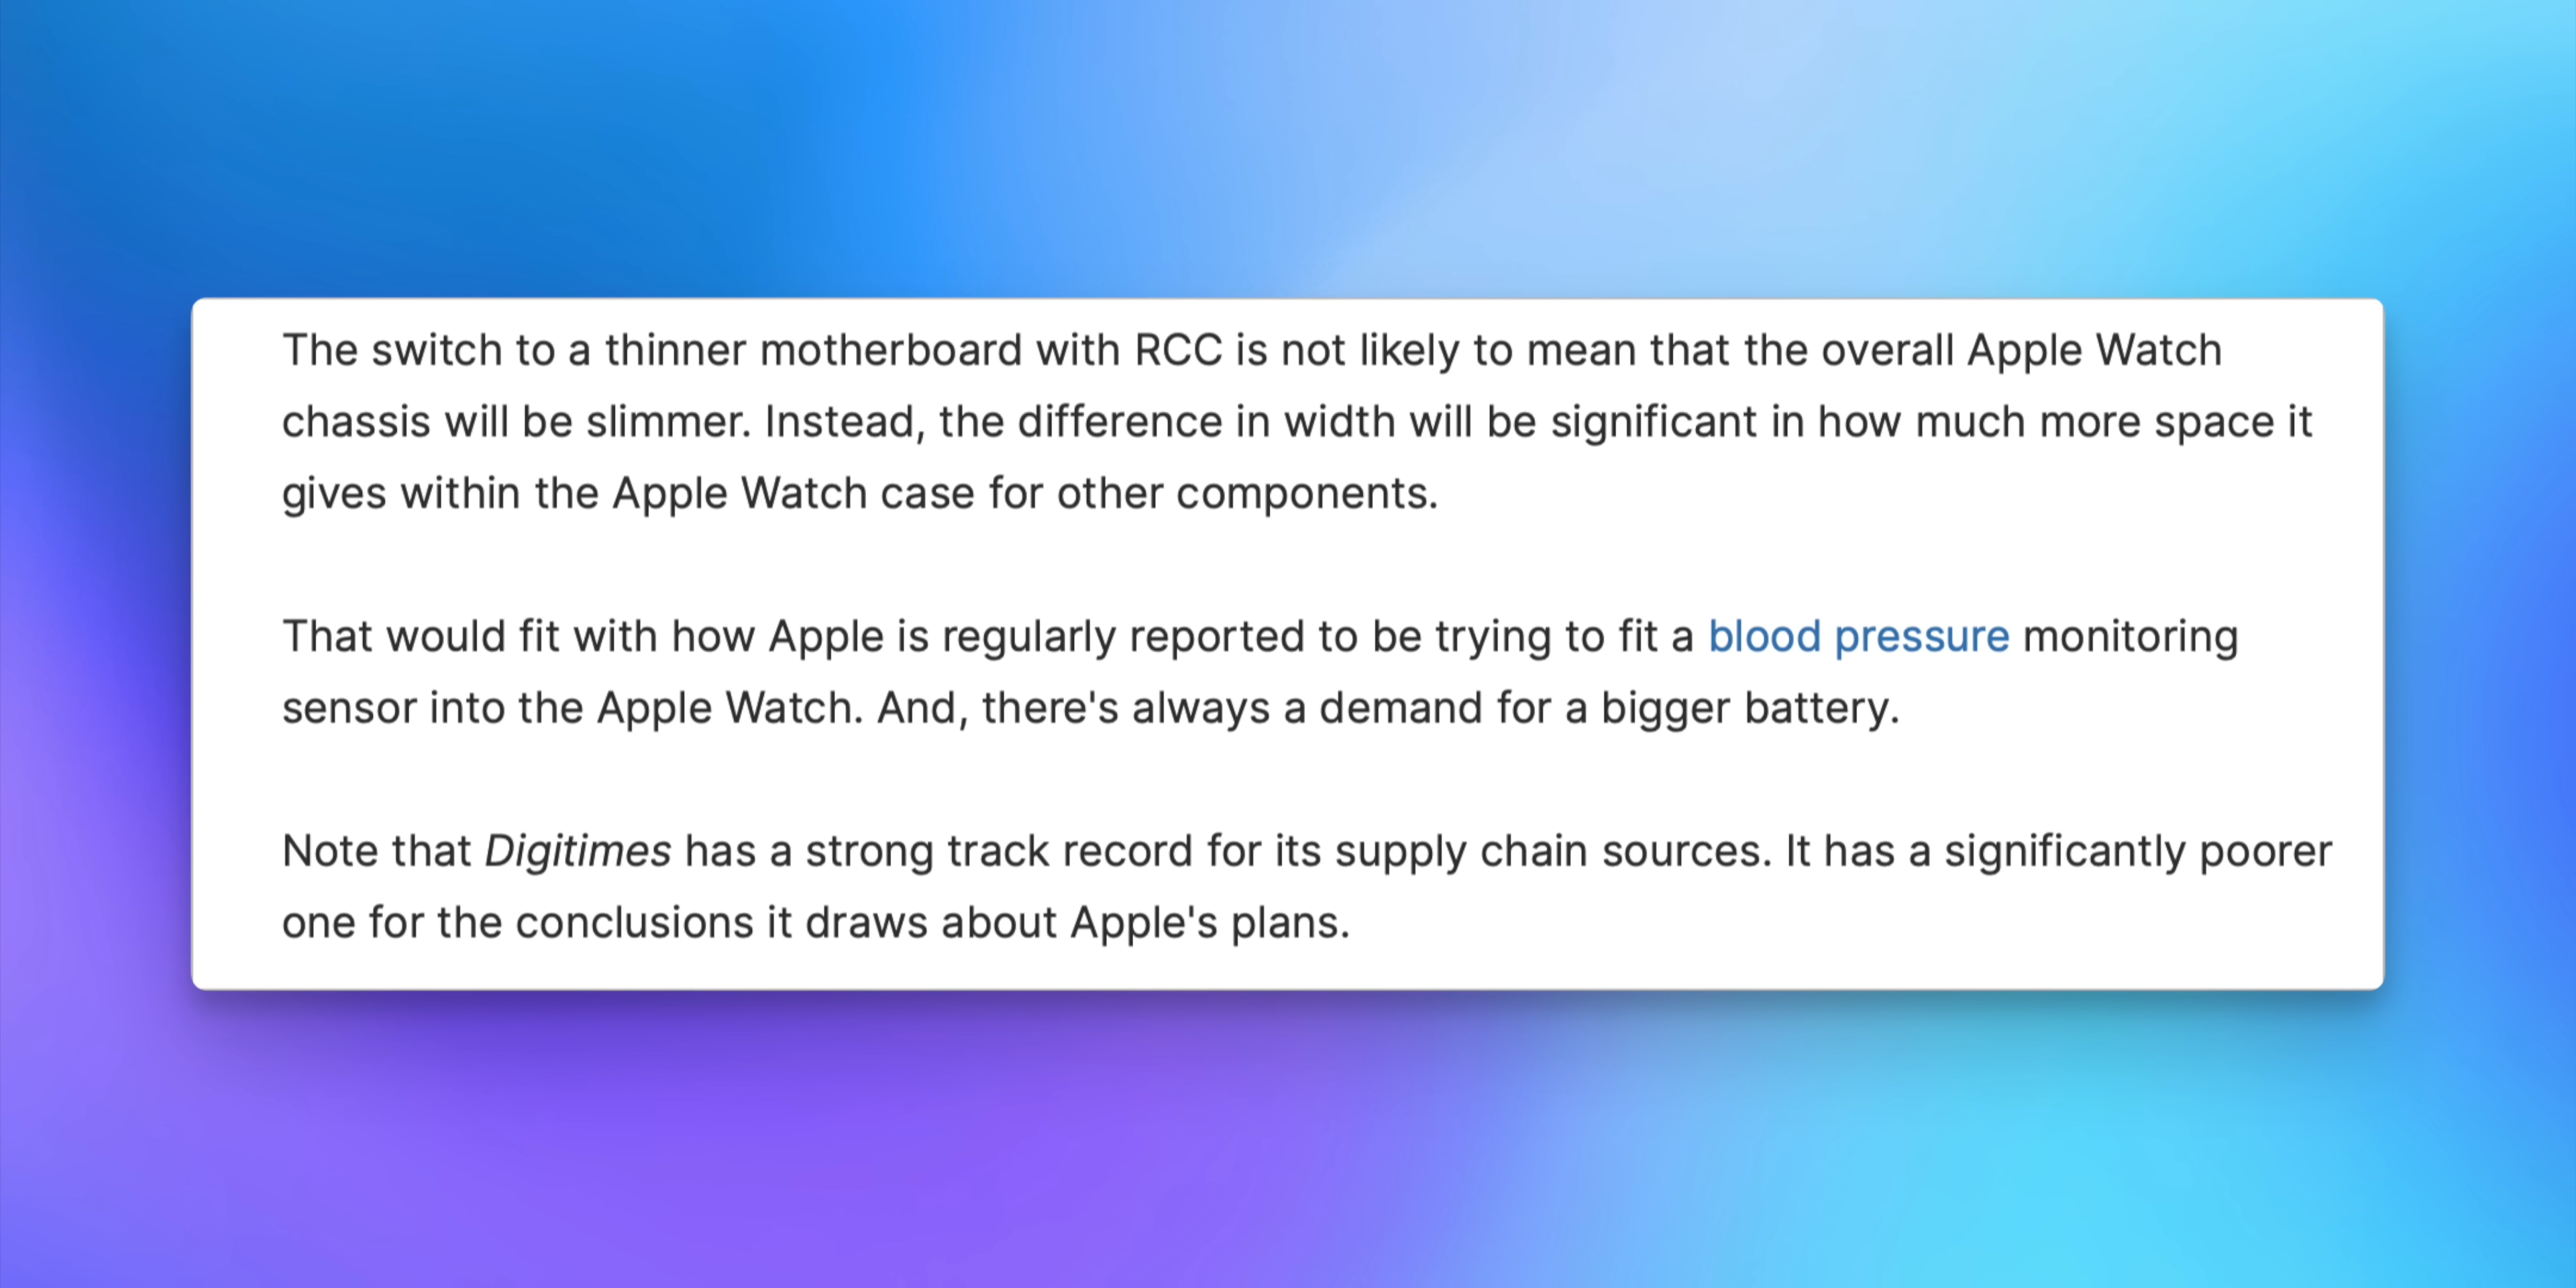 The switch to a thinner motherboard with RCC is not likely to mean that the overall Apple Watch
chassis will be slimmer. Instead, the difference in width will be significant in how much more space it
gives within the Apple Watch case for other components.
That would fit with how Apple is regularly reported to be trying to fit a blood pressure monitoring
sensor into the Apple Watch. And, there's always a demand for a bigger battery.
Note that Digitimes has a strong track record for its supply chain sources. It has a significantly poorer
one for the conclusions it draws about Apple's plans.